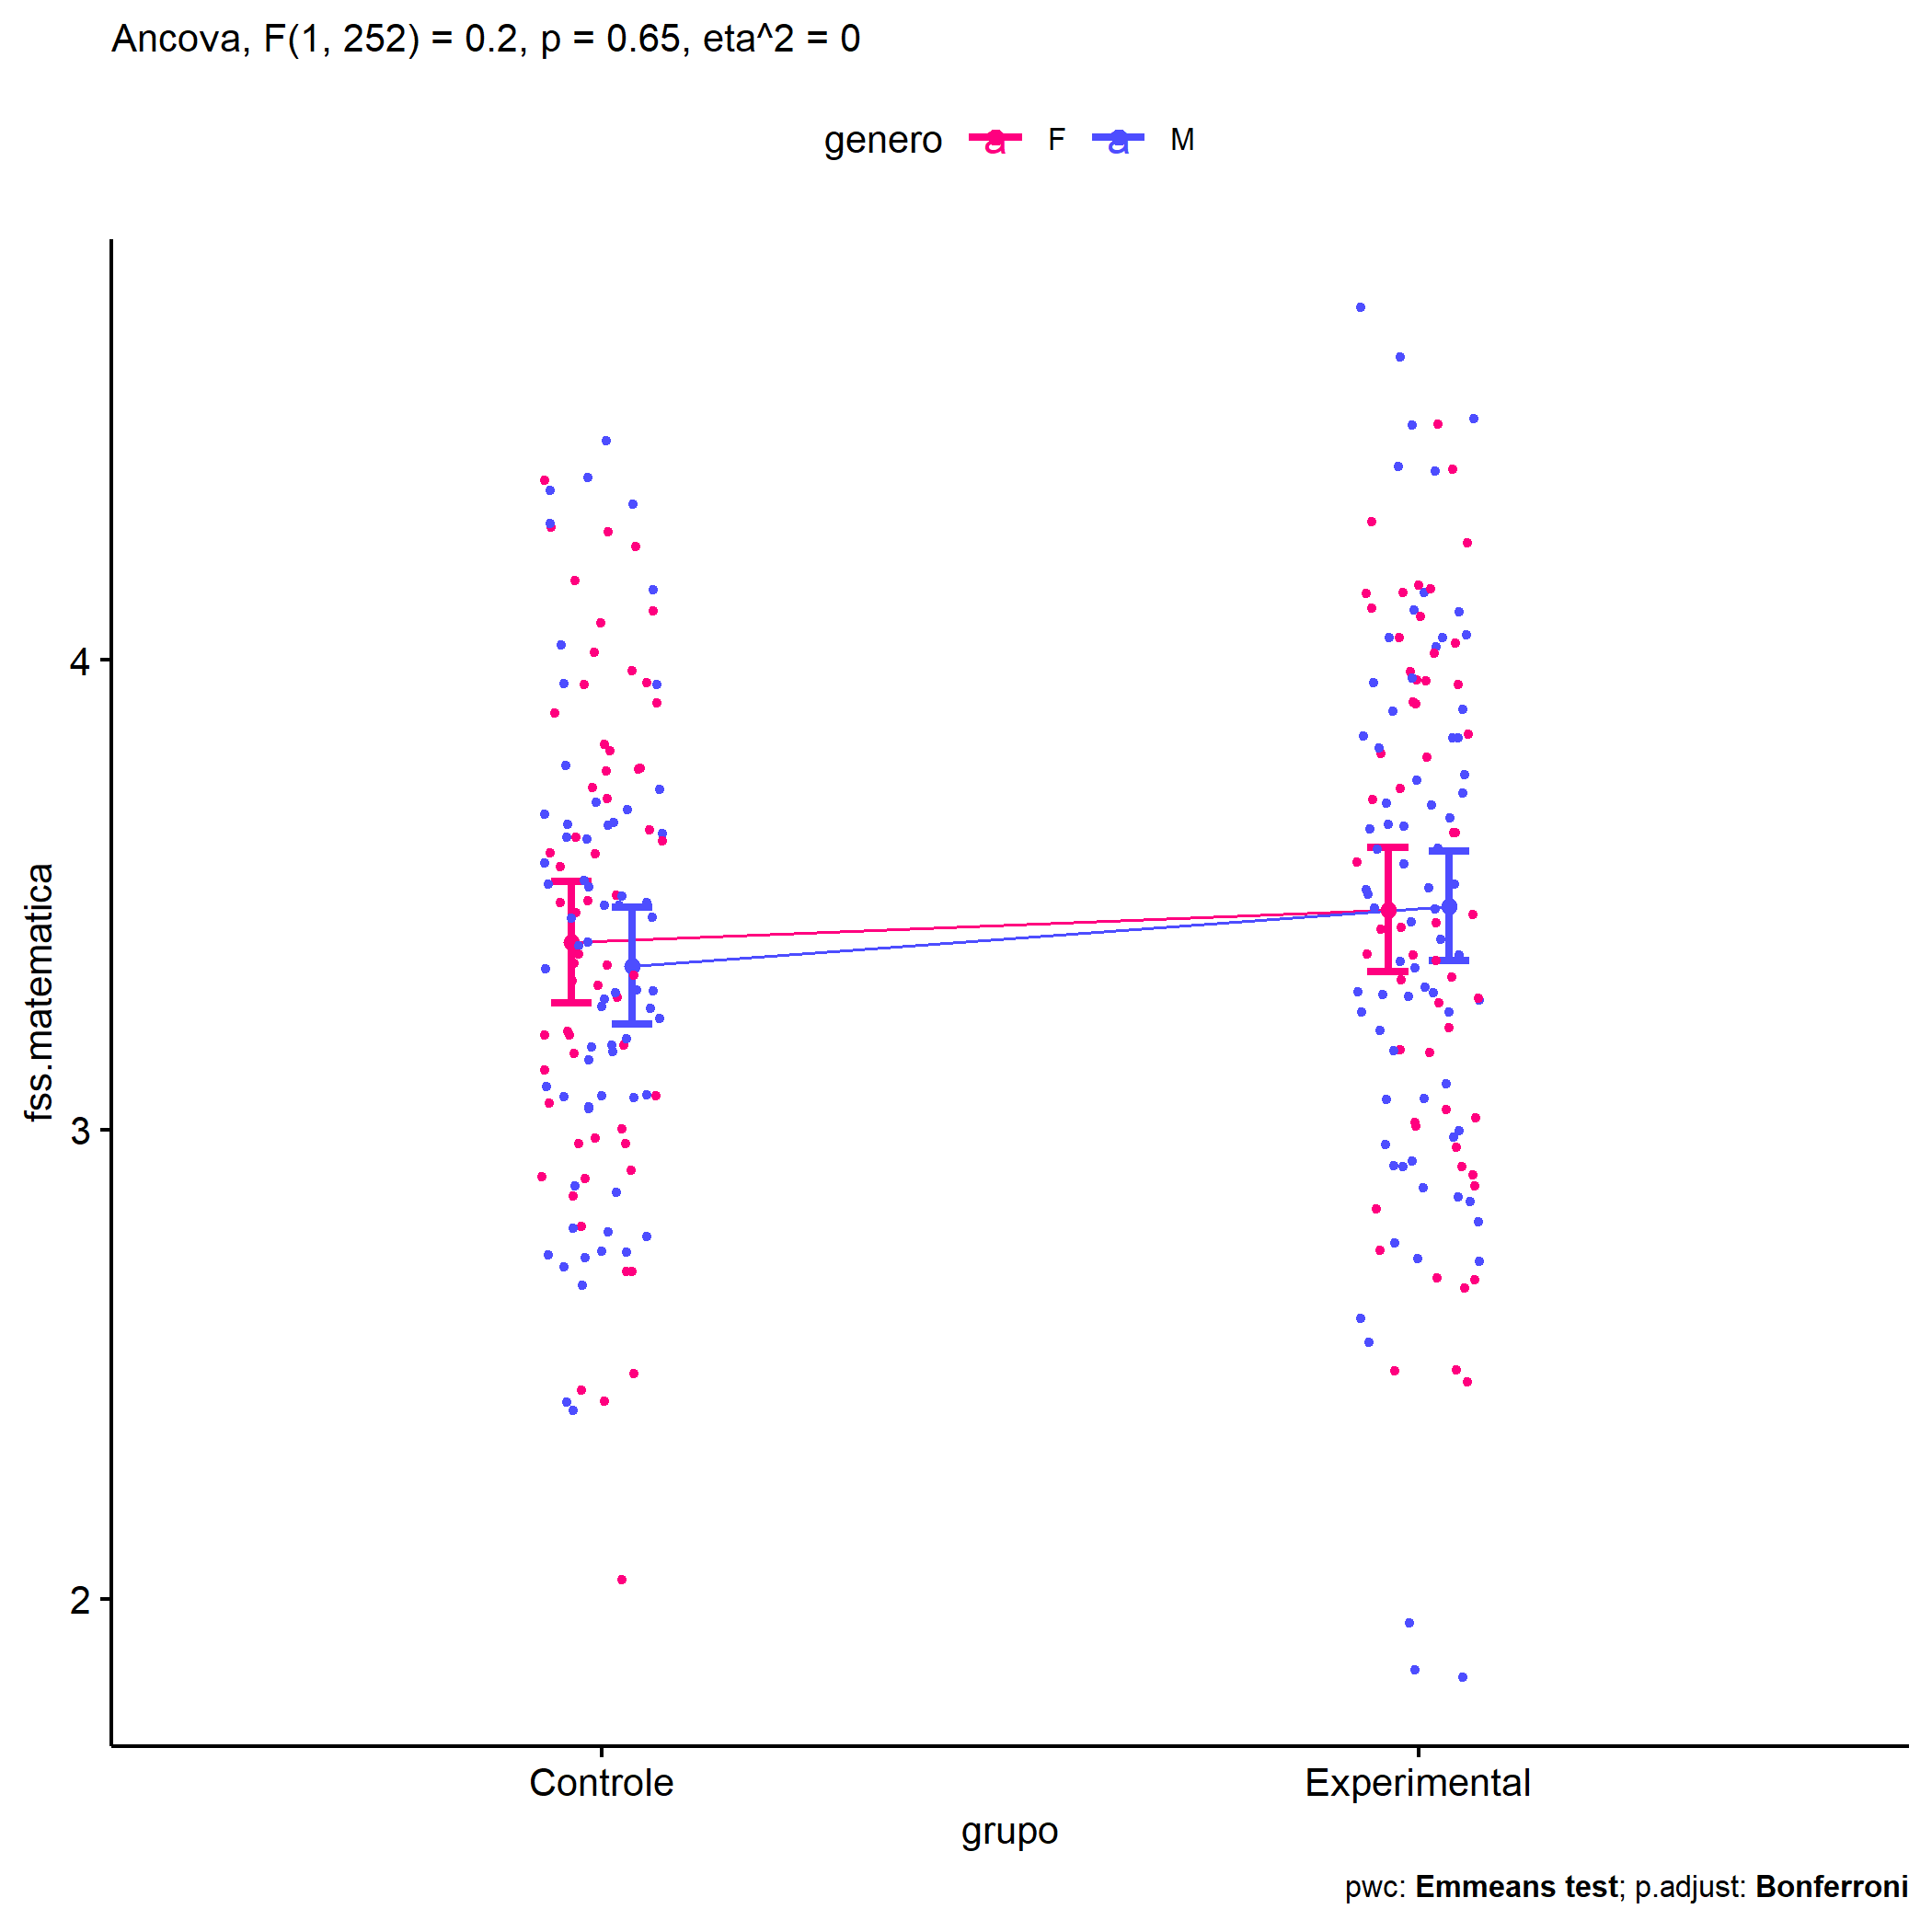 Ancova, F(1, 252) = 0.2, p = 0.65, eta^2 = 0
genero a F a M
fss.matematica
4
3
2
Controle Experimental
grupo
pwc: Emmeans test; p.adjust: Bonferroni